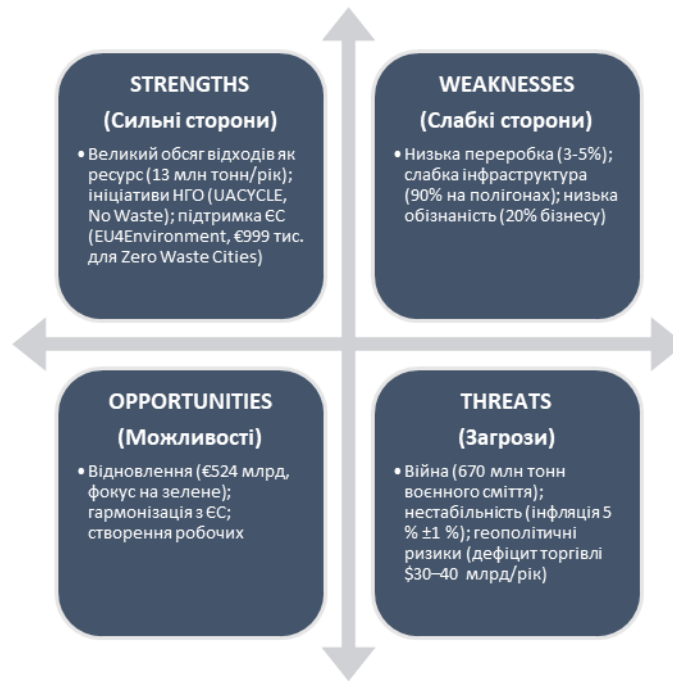 STRENGTHS
(Сильні сторони)
• Великий обсяг відходів як
ресурс (13 млн тонн/рік);
ініціативи НГО (UACYCLE,
No Waste); підтримка ЄС
(EU4Environment, €999 тис.
для Zero Waste Cities)
WEAKNESSES
(Слабкі сторони)
• Низька переробка (3-5%);
слабка інфраструктура
(90% на полігонах); низька
обізнаність (20% бізнесу)
OPPORTUNITIES
(Можливості)
• Відновлення (€524 млрд,
фокус на зелене);
гармонізація з ЄС;
створення робочих
THREATS
(Загрози)
• Війна (670 млн тонн
воєнного сміття);
нестабільність (інфляція 5
% ±1 %); геополітичні
ризики (дефіцит торгівлі
$30–40 млрд/рік)